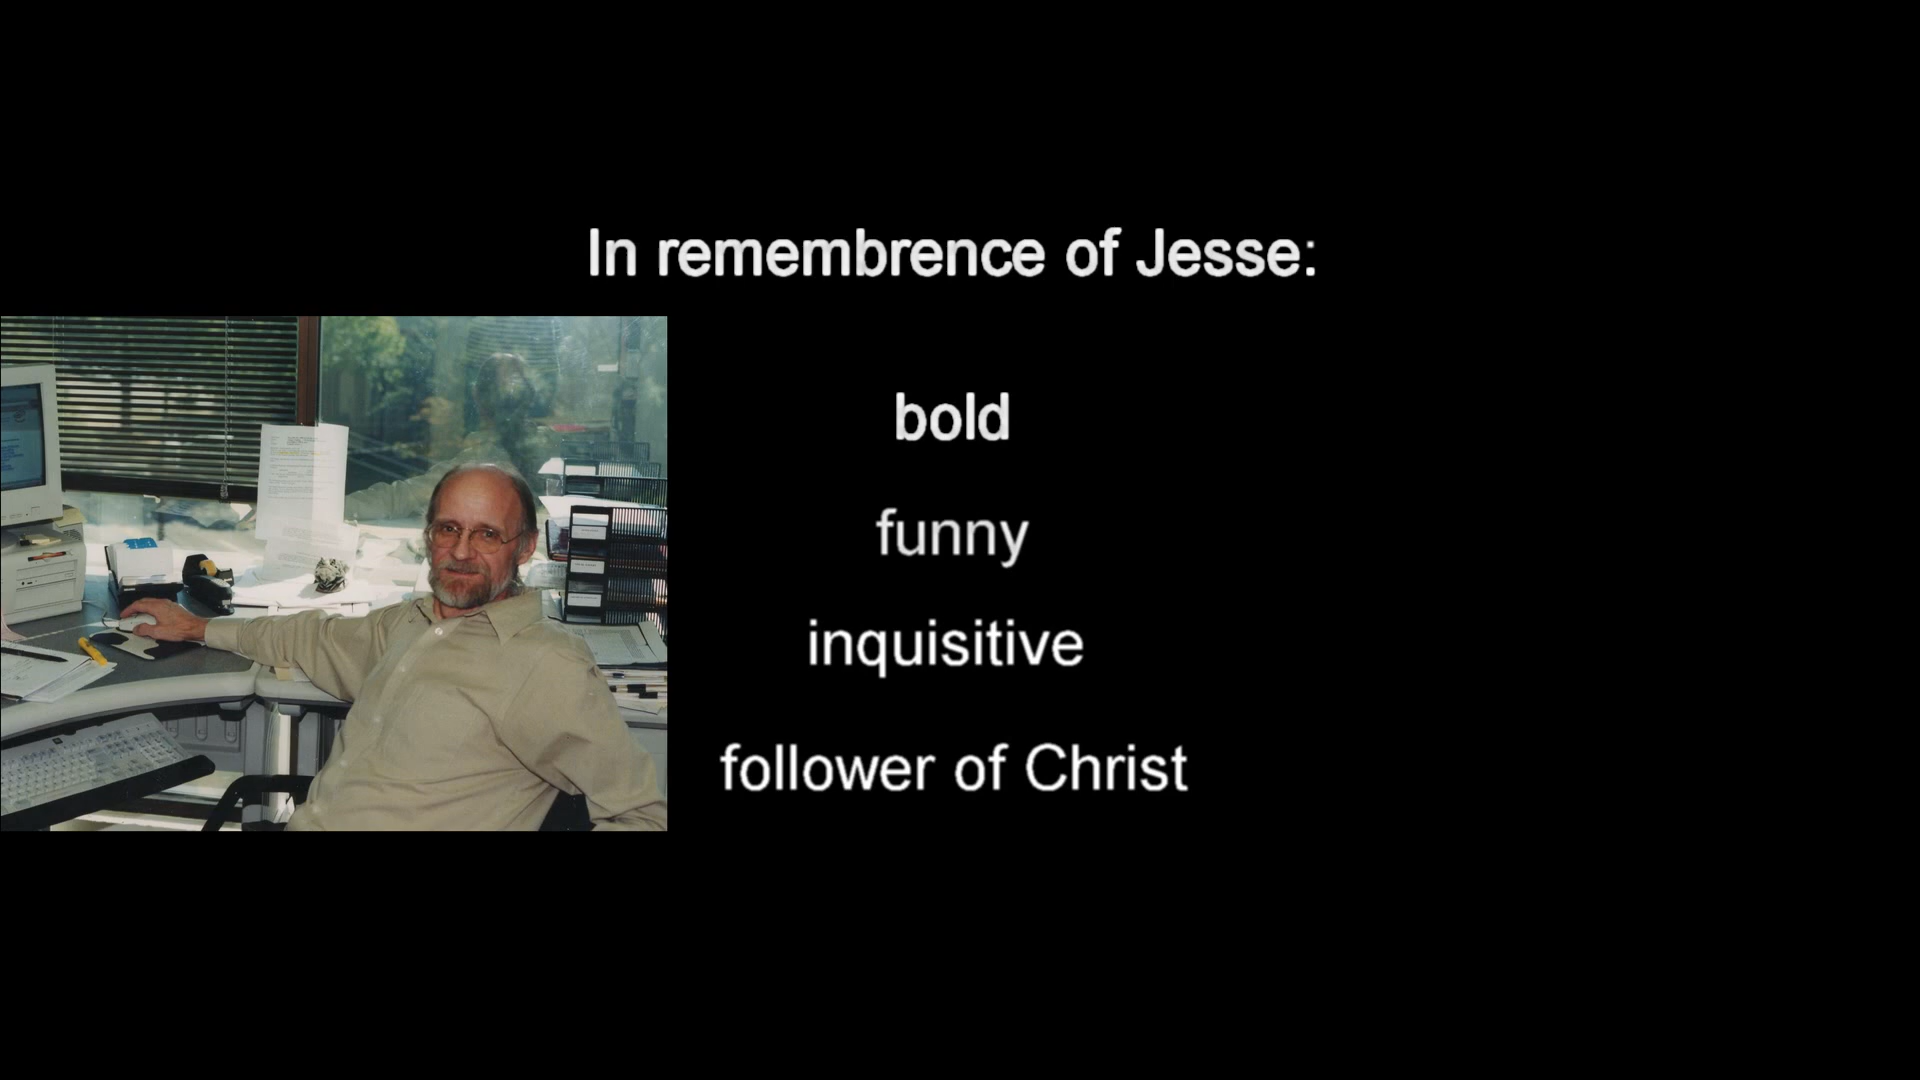 In remembrence of Jesse:
bold
funny
inquisitive
follower of Christ